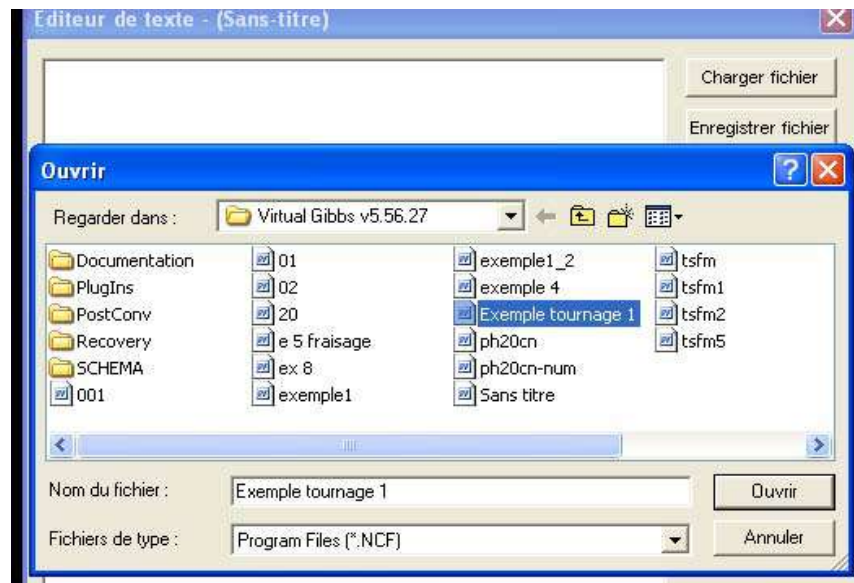 Editeur de texte - (Sans-titre)
Charger fichier
Enregistrer fichier
Ouvrir
Regarder dans :
Virtual Gibbs v5.56.27
Documentation
PlugIns
PostConv
Recovery
SCHEMA
001
01
02
20
e 5 fraisage
ex 8
exemple1
exemple1_2
exemple 4
Exemple tournage 1
ph20cn
ph20cn-num
Sans titre
tsfm
tsfm1
tsfm2
tsfm5
Nom du fichier :
Exemple tournage 1
Ouvrir
Fichiers de type :
Program Files (*.NCF)
Annuler